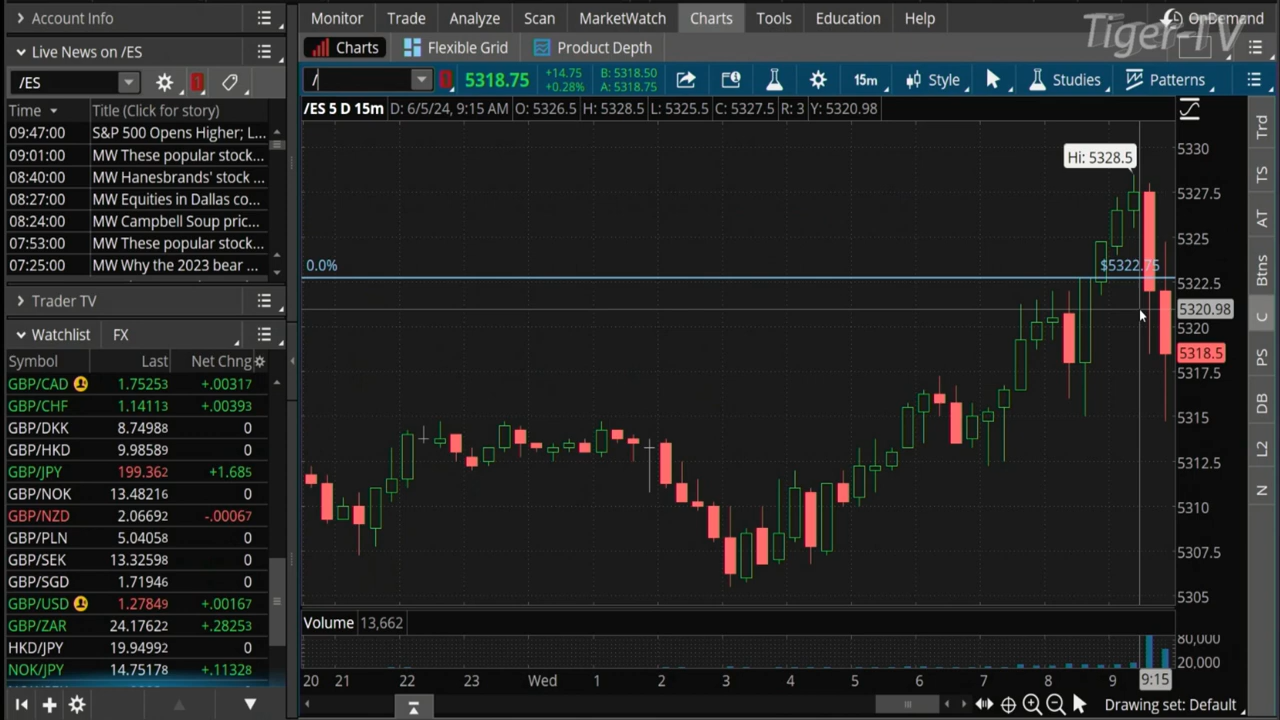 Account Info
Live News on /ES
/ES
1
Time Title (Click for story)
09:47:00 S&P 500 Opens Higher; L...
09:01:00 MW These popular stock...
08:40:00 MW Hanesbrands' stock ...
08:27:00 MW Equities in Dallas co...
08:24:00 MW Campbell Soup pric...
07:53:00 MW These popular stock...
07:25:00 MW Why the 2023 bear ...
Trader TV
Watchlist FX
Symbol Last Net Chng
GBP/CAD 1.75253 +.00317
GBP/CHF 1.14113 +.00393
GBP/DKK 8.74988 0
GBP/HKD 9.98589 0
GBP/JPY 199.362 +1.685
GBP/NOK 13.48216 0
GBP/NZD 2.06692 -.00067
GBP/PLN 5.04058 0
GBP/SEK 13.32598 0
GBP/SGD 1.71946 0
GBP/USD 1.27849 +.00167
GBP/ZAR 24.17622 +.28253
HKD/JPY 19.94992 0
NOK/JPY 14.75178 +.11328
Monitor Trade Analyze Scan MarketWatch Charts Tools Education Help
OnDemand
Tiger-TV
Charts Flexible Grid Product Depth
/ 1 5318.75 +14.75 +0.28% B: 5318.50 A: 5318.75 15m Style Studies Patterns
/ES 5 D 15m D: 6/5/24, 9:15 AM O: 5326.5 H: 5328.5 L: 5325.5 C: 5327.5 R: 3 Y: 5320.98
Hi: 5328.5
0.0% $5322.75
5330
5327.5
5325
5322.5
5320.98
5320
5318.5
5317.5
5315
5312.5
5310
5307.5
5305
Volume 13,662
80,000
20,000
20 21 22 23 Wed 1 2 3 4 5 6 7 8 9 9:15
Drawing set: Default
Trd
TS
AT
Btns
C
PS
DB
L2
N